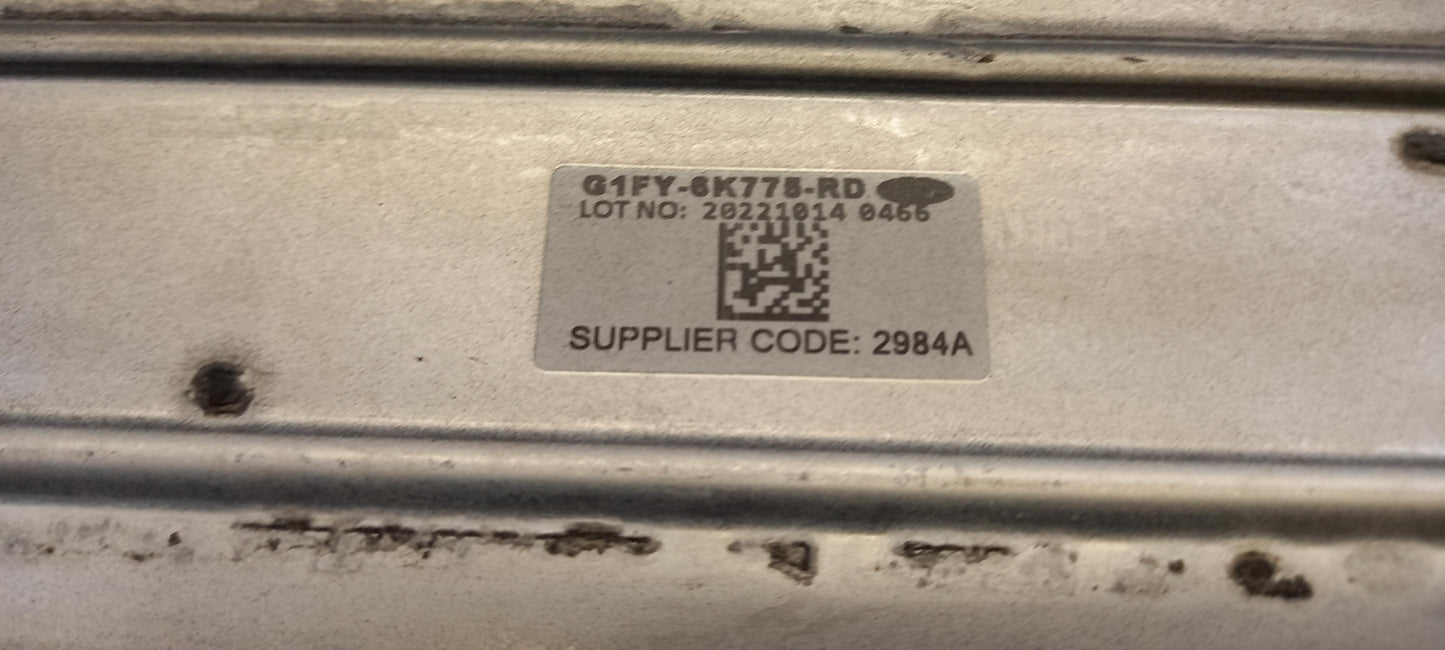 G1FY-6K775-RD
LOT NO: 20221014 0466
SUPPLIER CODE: 2984A